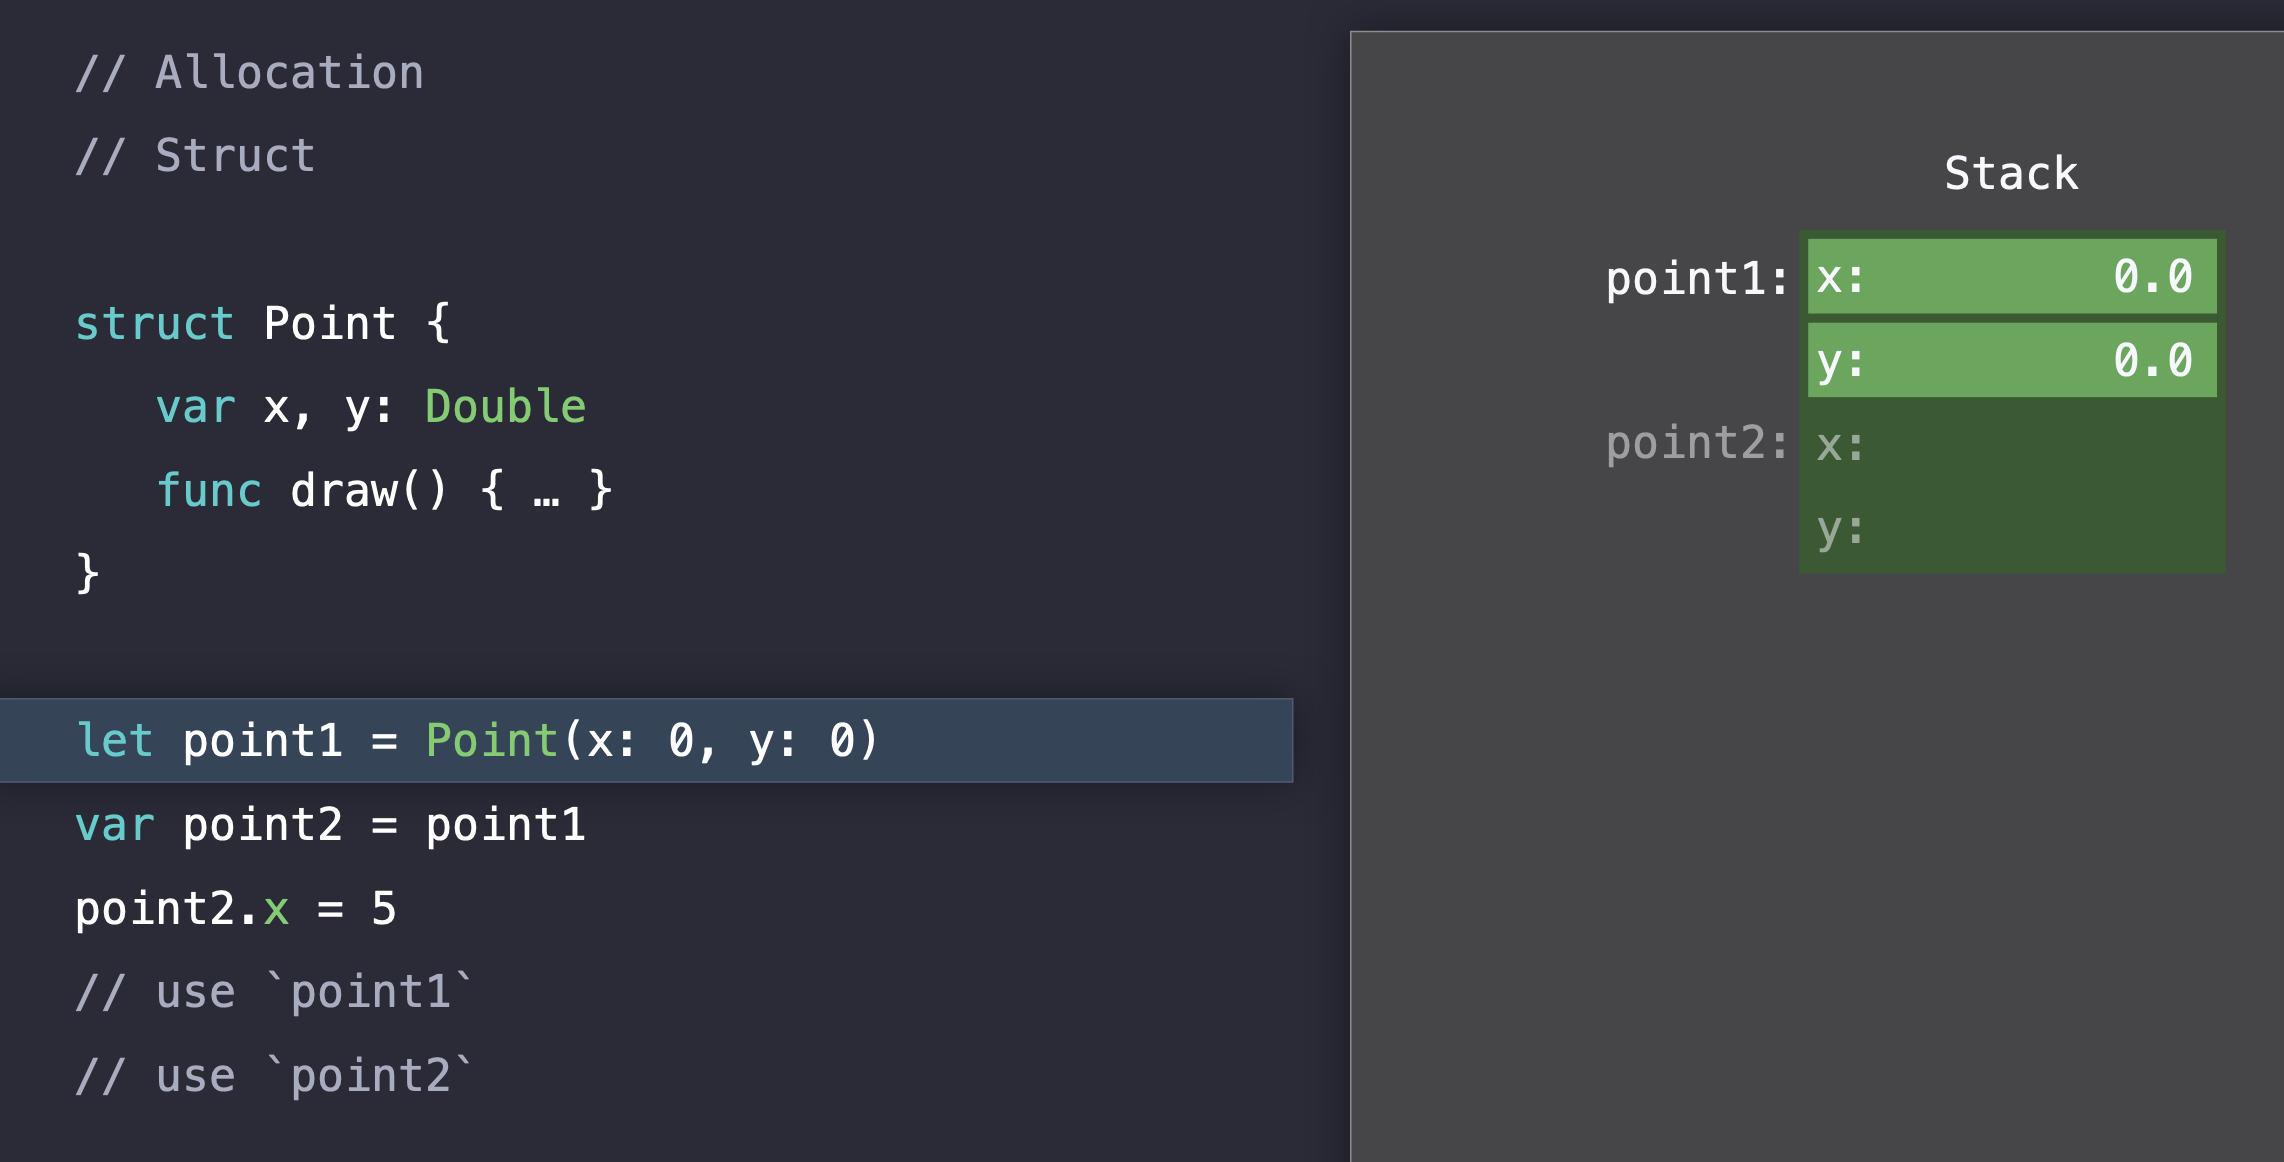 // Allocation
// Struct
struct Point {
   var x, y: Double
   func draw() { … }
}
let point1 = Point(x: 0, y: 0)
var point2 = point1
point2.x = 5
// use `point1`
// use `point2`
Stack
point1: x: 0.0
y: 0.0
point2: x:
y: